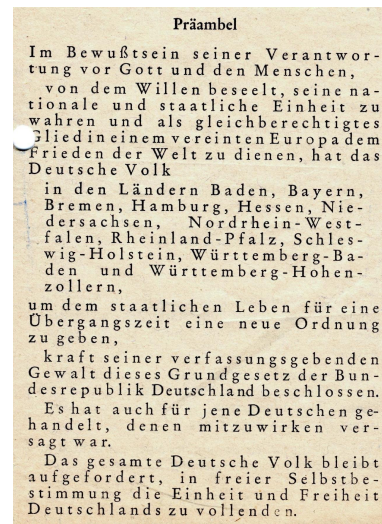 Präambel
Im Bewußtsein seiner Verantwor-
tung vor Gott und den Menschen,
von dem Willen beseelt, seine na-
tionale und staatliche Einheit zu
wahren und als gleichberechtigtes
Glied in einem vereinten Europa dem
Frieden der Welt zu dienen, hat das
Deutsche Volk
in den Ländern Baden, Bayern,
Bremen, Hamburg, Hessen, Nie-
dersachsen, Nordrhein-West-
falen, Rheinland-Pfalz, Schles-
wig-Holstein, Württemberg-Ba-
den und Württemberg-Hohen-
zollern,
um dem staatlichen Leben für eine
Übergangszeit eine neue Ordnung
zu geben,
kraft seiner verfassungsgebenden
Gewalt dieses Grundgesetz der Bun-
desrepublik Deutschland beschlossen.
Es hat auch für jene Deutschen ge-
handelt, denen mitzuwirken ver-
sagt war.
Das gesamte Deutsche Volk bleibt
aufgefordert, in freier Selbstbe-
stimmung die Einheit und Freiheit
Deutschlands zu vollenden.